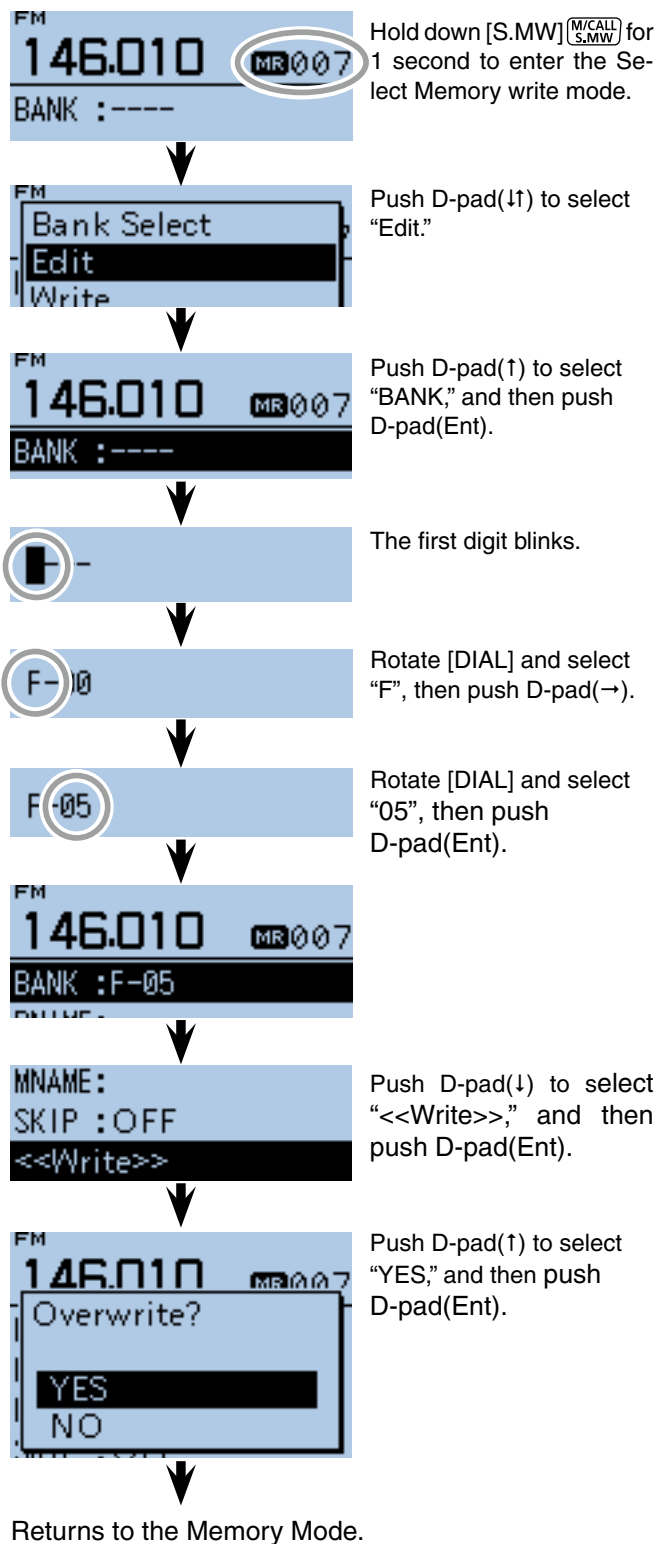 FM
146.010 MR007
BANK :----
Hold down [S.MW] M/CALL S.MW for
1 second to enter the Se-
lect Memory write mode.
FM
Bank Select
Edit
Write
Push D-pad(↓↑) to select
“Edit.”
FM
146.010 MR007
BANK :----
Push D-pad(↑) to select
“BANK,” and then push
D-pad(Ent).
The first digit blinks.
F-00
Rotate [DIAL] and select
“F”, then push D-pad(→).
F-05
Rotate [DIAL] and select
“05”, then push
D-pad(Ent).
FM
146.010 MR007
BANK :F-05
MNAME:
SKIP :OFF
<<Write>>
Push D-pad(↓) to select
“<<Write>>,” and then
push D-pad(Ent).
FM
146.010 MR007
Overwrite?
YES
NO
Push D-pad(↑) to select
“YES,” and then push
D-pad(Ent).
Returns to the Memory Mode.